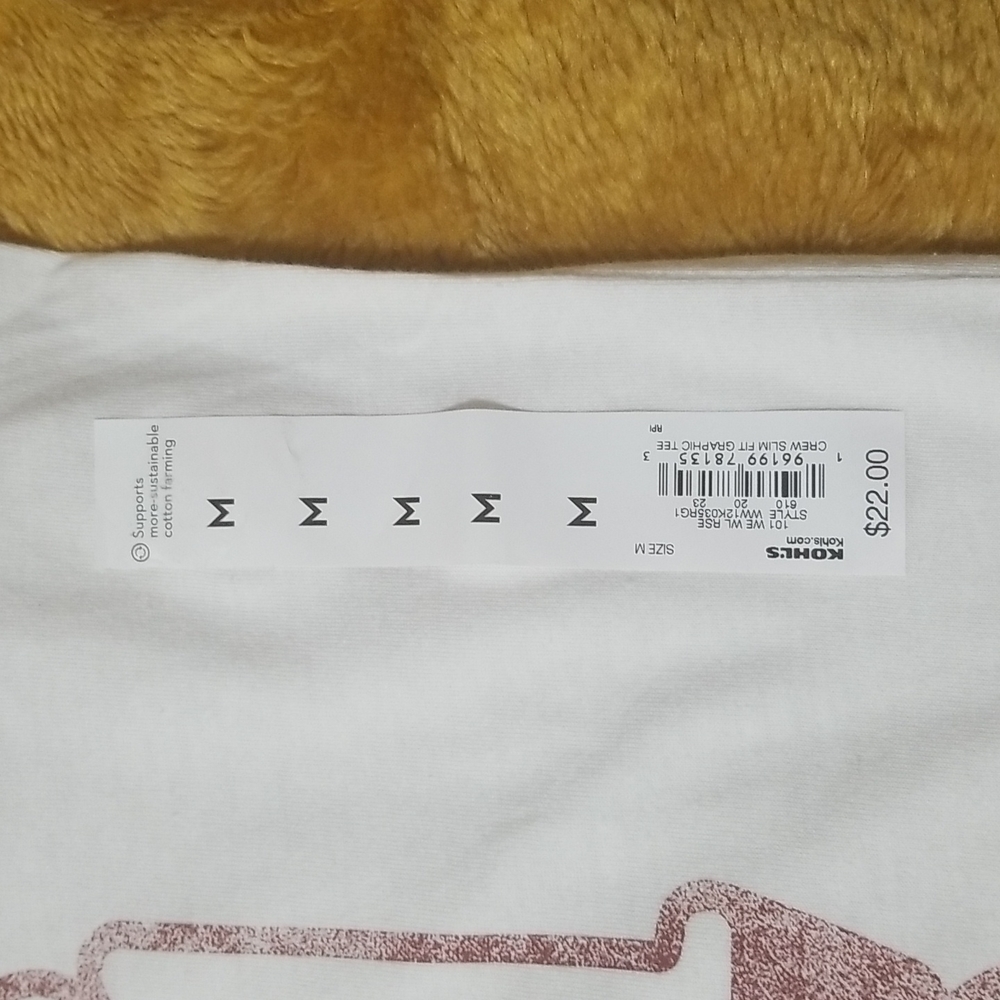 Supports
more-sustainable
cotton farming
M
M
M
M
M
$22.00
KOHL'S
Kohls.com
SIZE M
101 WE WL RSE
STYLE WW12K035RG1
610 20 23
1 96199 78135 3
CREW SLIM FIT GRAPHIC TEE
RPI